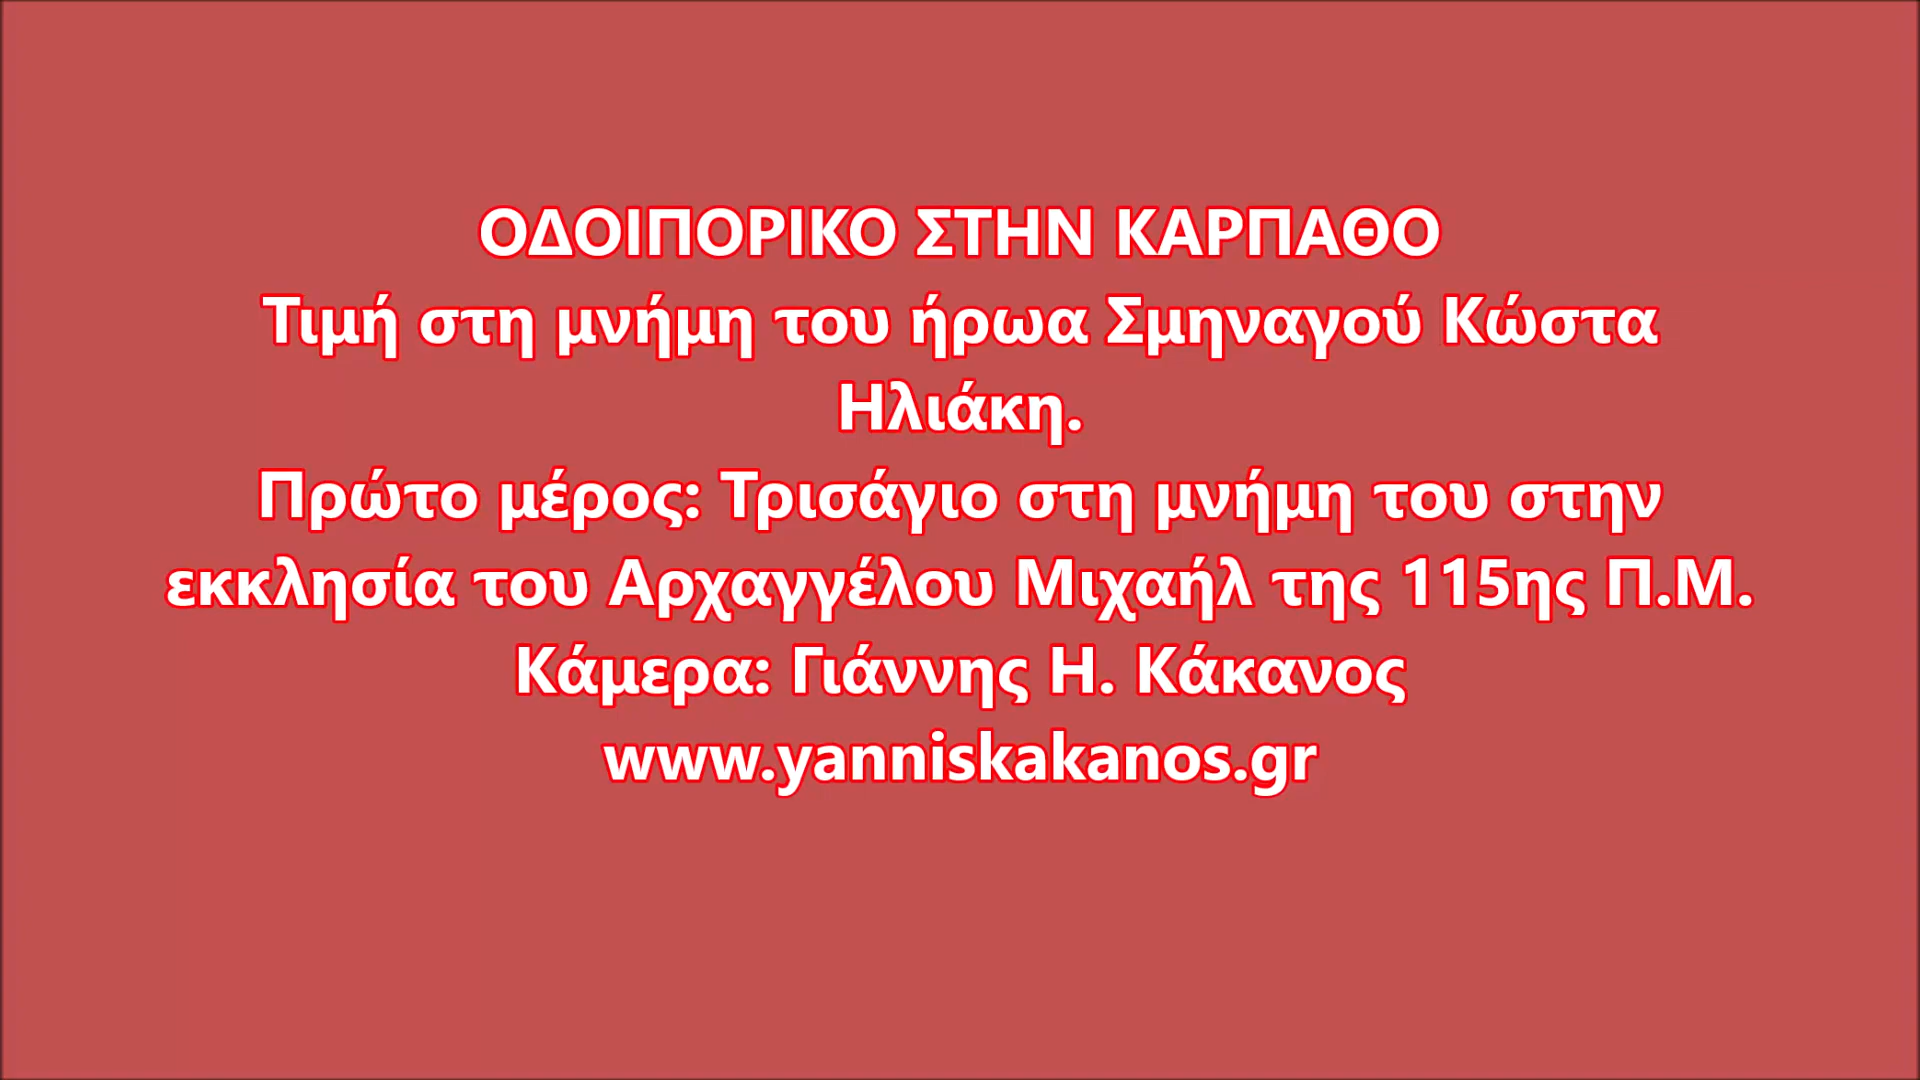 ΟΔΟΙΠΟΡΙΚΟ ΣΤΗΝ ΚΑΡΠΑΘΟ
Τιμή στη μνήμη του ήρωα Σμηναγού Κώστα
Ηλιάκη.
Πρώτο μέρος: Τρισάγιο στη μνήμη του στην
εκκλησία του Αρχαγγέλου Μιχαήλ της 115ης Π.Μ.
Κάμερα: Γιάννης Η. Κάκανος
www.yanniskakanos.gr